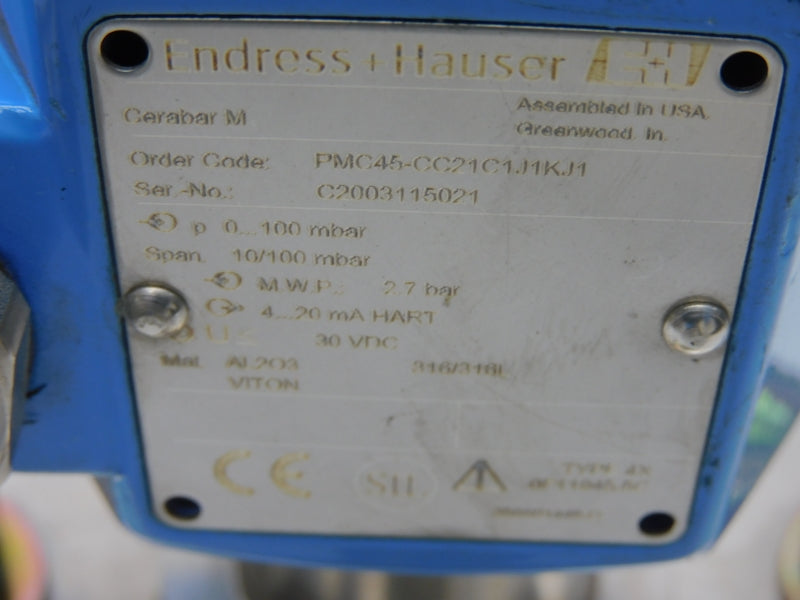 Endress+Hauser E+H
Cerabar M
Assembled in USA,
Greenwood, In.
Order Code: PMC45-CC21C1J1KJ1
Ser.-No.: C2003115021
p 0...100 mbar
Span. 10/100 mbar
M.W.P.: 2.7 bar
4...20 mA HART
30 VDC
Mat. AL2O3 316/316L
VITON
CE SIL TYPE 4X